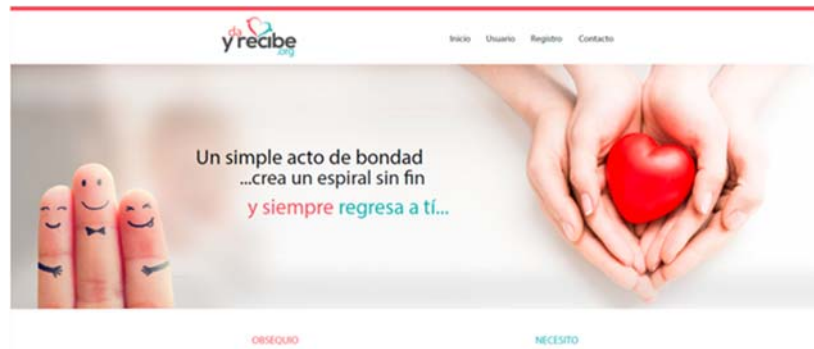 da
y recibe
.org
Inicio Usuario Registro Contacto
Un simple acto de bondad
...crea un espiral sin fin
y siempre regresa a tí...
OBSEQUIO NECESITO